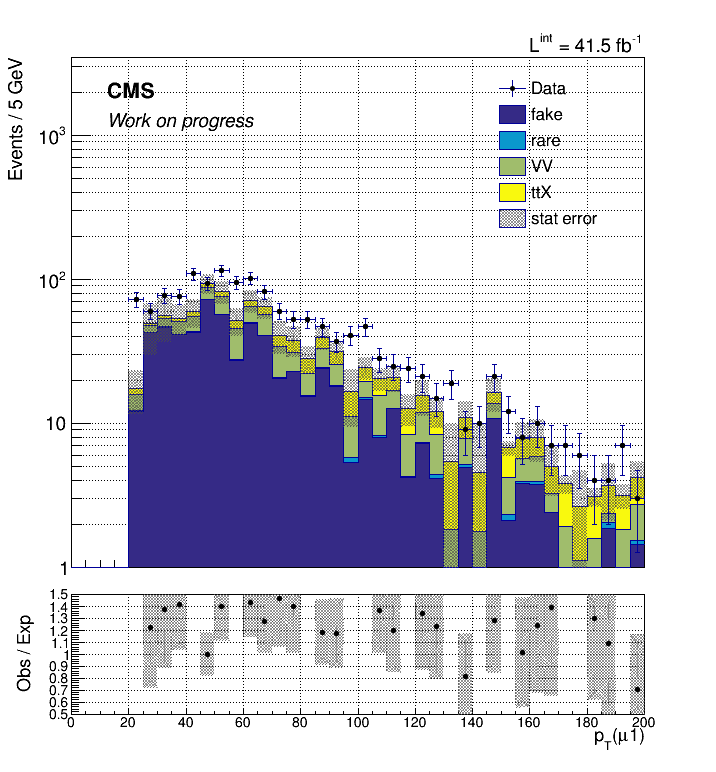 L^int = 41.5 fb^-1
Events / 5 GeV
CMS
Work on progress
Data
fake
rare
VV
ttX
stat error
10^3
10^2
10
1
Obs / Exp
1.5
1.4
1.3
1.2
1.1
1
0.9
0.8
0.7
0.6
0.5
0 20 40 60 80 100 120 140 160 180 200
p_T(μ1)